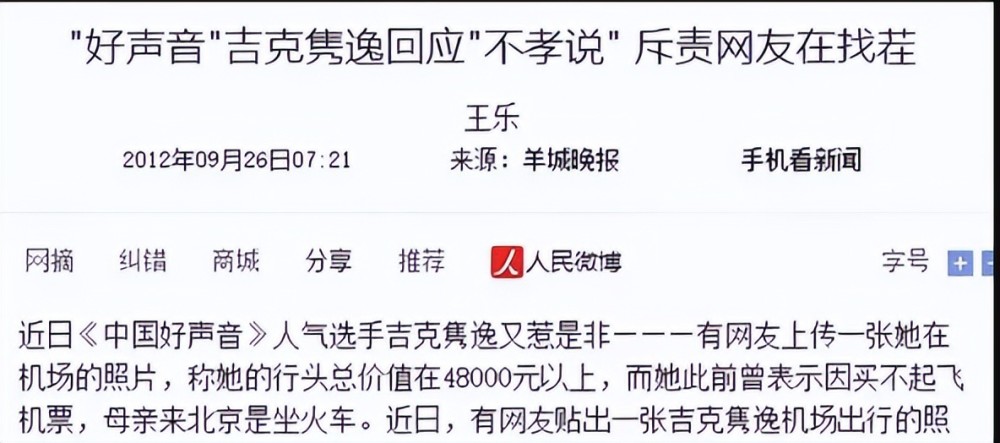 "好声音"吉克隽逸回应"不孝说" 斥责网友在找茬
王乐
2012年09月26日07:21 来源：羊城晚报 手机看新闻
网摘 纠错 商城 分享 推荐 人 人民微博 字号 + -
近日《中国好声音》人气选手吉克隽逸又惹是非－－－有网友上传一张她在
机场的照片，称她的行头总价值在48000元以上，而她此前曾表示因买不起飞
机票，母亲来北京是坐火车。近日，有网友贴出一张吉克隽逸机场出行的照